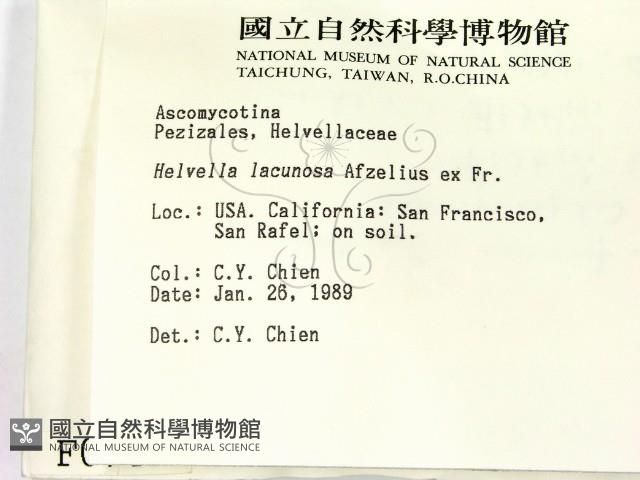 國立自然科學博物館
NATIONAL MUSEUM OF NATURAL SCIENCE
TAICHUNG, TAIWAN, R.O.CHINA
Ascomycotina
Pezizales, Helvellaceae
Helvella lacunosa Afzelius ex Fr.
Loc.: USA. California: San Francisco,
San Rafel; on soil.
Col.: C.Y. Chien
Date: Jan. 26, 1989
Det.: C.Y. Chien
國立自然科學博物館
NATIONAL MUSEUM OF NATURAL SCIENCE